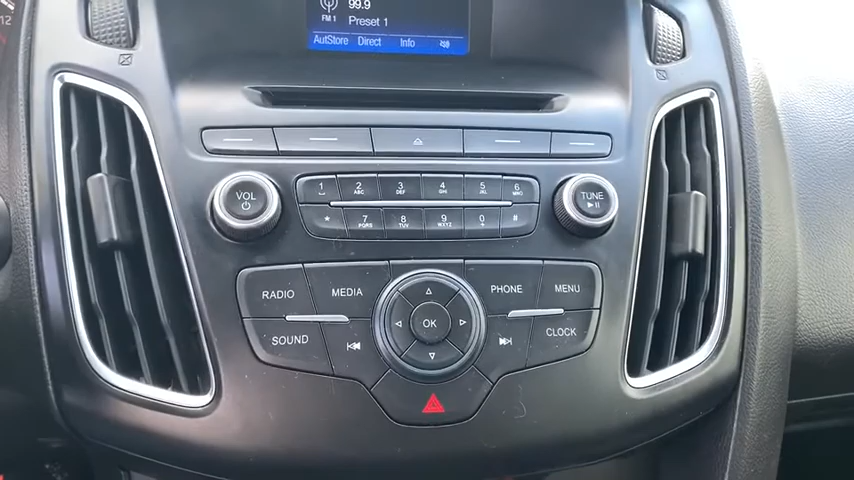 12
99.9
FM 1
Preset 1
AutStore Direct Info
VOL
1 2 ABC 3 DEF 4 GHI 5 JKL 6 MNO
* 7 PQRS 8 TUV 9 WXYZ 0 + #
TUNE
RADIO MEDIA PHONE MENU
OK
SOUND CLOCK